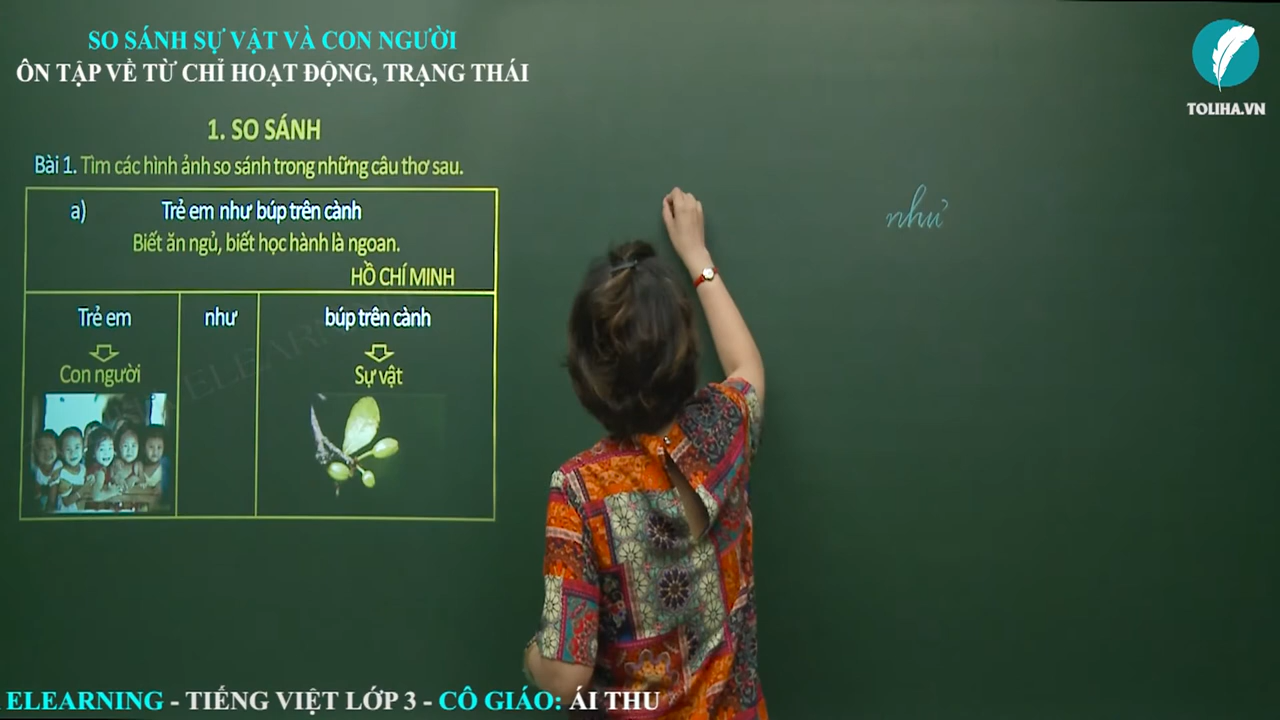 SO SÁNH SỰ VẬT VÀ CON NGƯỜI
ÔN TẬP VỀ TỪ CHỈ HOẠT ĐỘNG, TRẠNG THÁI
TOLIHA.VN
1. SO SÁNH
Bài 1. Tìm các hình ảnh so sánh trong những câu thơ sau.
a) Trẻ em như búp trên cành
Biết ăn ngủ, biết học hành là ngoan.
HỒ CHÍ MINH
Trẻ em như búp trên cành
Con người Sự vật
như
ELEARNING
ELEARNING - TIẾNG VIỆT LỚP 3 - CÔ GIÁO: ÁI THU